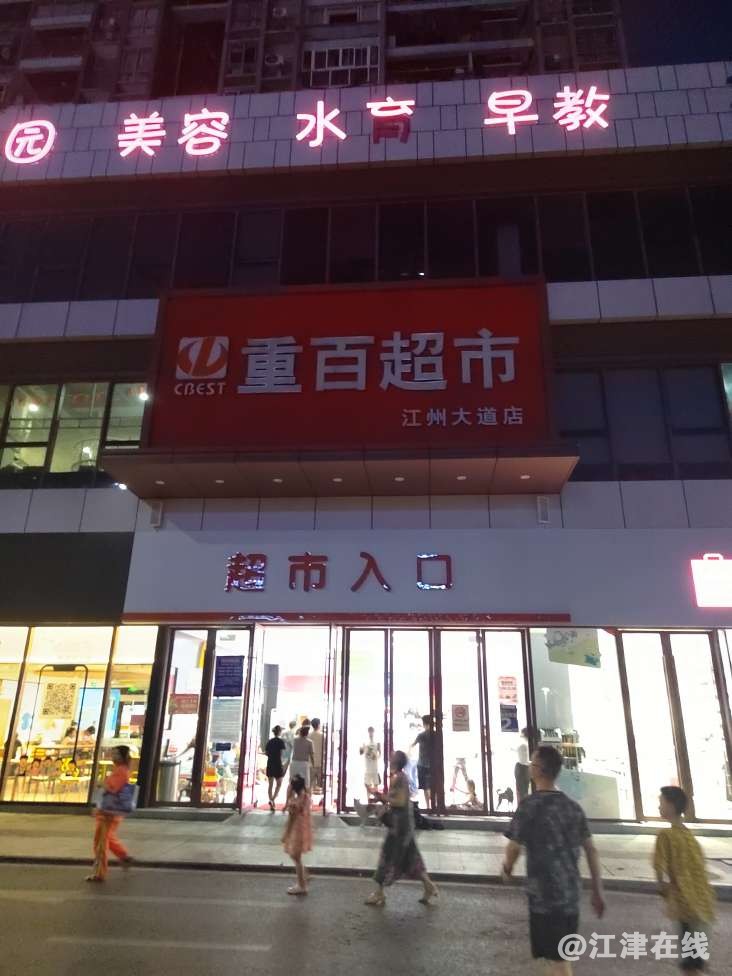 园 美容 水育 早教
CBEST 重百超市
江州大道店
超市入口
@江津在线